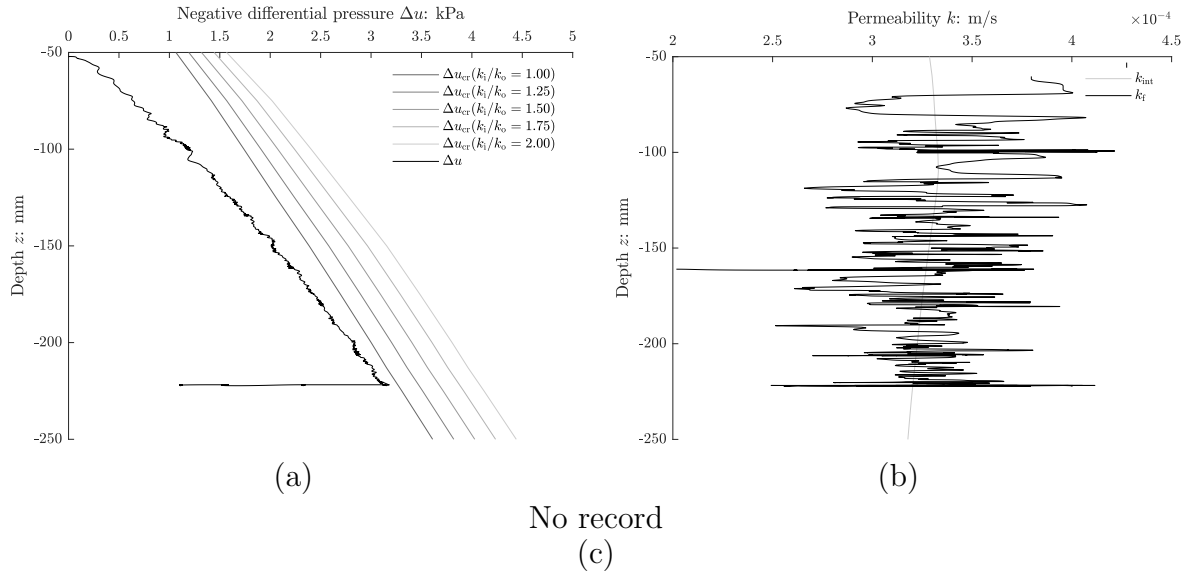 Negative differential pressure Δu: kPa
0 0.5 1 1.5 2 2.5 3 3.5 4 4.5 5
-50
-100
-150
-200
-250
Depth z: mm
Δu_cr(k_i/k_o = 1.00)
Δu_cr(k_i/k_o = 1.25)
Δu_cr(k_i/k_o = 1.50)
Δu_cr(k_i/k_o = 1.75)
Δu_cr(k_i/k_o = 2.00)
Δu
(a)
Permeability k: m/s
×10⁻⁴
2 2.5 3 3.5 4 4.5
-50
-100
-150
-200
-250
Depth z: mm
k_int
k_f
(b)
No record
(c)